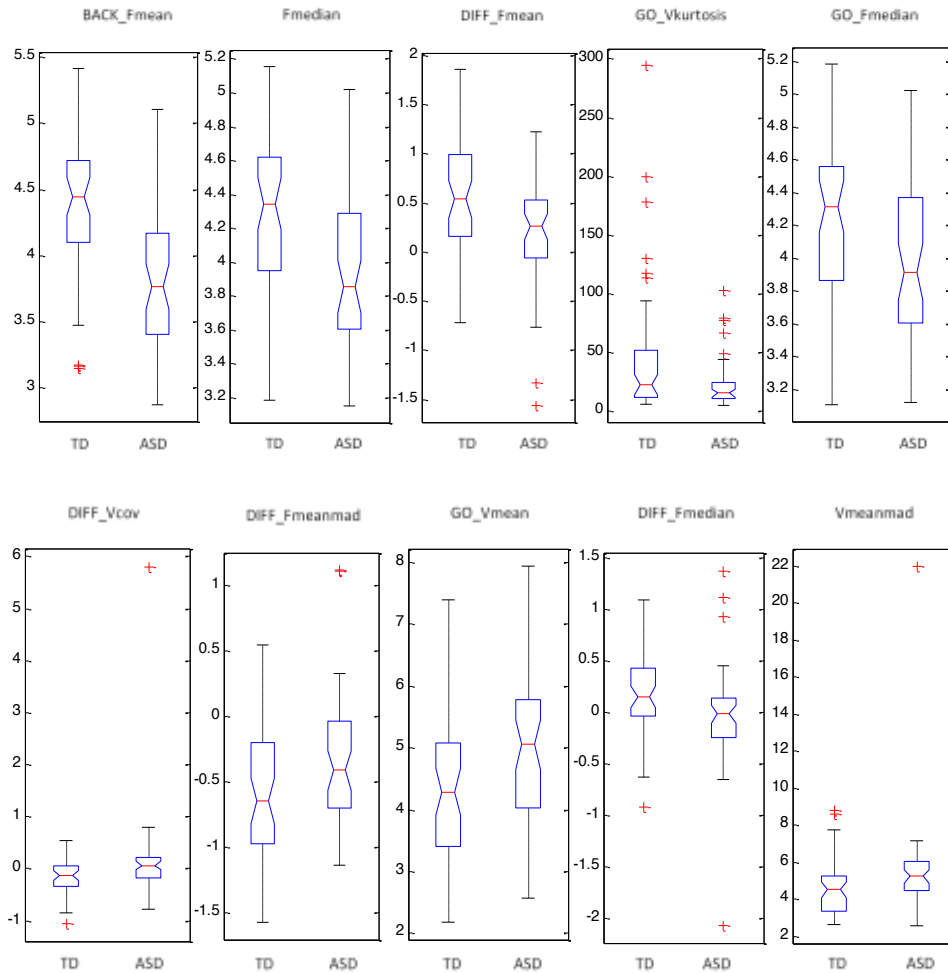 BACK_Fmean
Fmedian
DIFF_Fmean
GO_Vkurtosis
GO_Fmedian
5.5
5
4.5
4
3.5
3
TD
ASD
5.2
5
4.8
4.6
4.4
4.2
4
3.8
3.6
3.4
3.2
TD
ASD
2
1.5
1
0.5
0
-0.5
-1
-1.5
TD
ASD
300
250
200
150
100
50
0
TD
ASD
5.2
5
4.8
4.6
4.4
4.2
4
3.8
3.6
3.4
3.2
TD
ASD
DIFF_Vcov
DIFF_Fmeanmad
GO_Vmean
DIFF_Fmedian
Vmeanmad
6
5
4
3
2
1
0
-1
TD
ASD
1
0.5
0
-0.5
-1
-1.5
TD
ASD
8
7
6
5
4
3
2
TD
ASD
1.5
1
0.5
0
-0.5
-1
-1.5
-2
TD
ASD
22
20
18
16
14
12
10
8
6
4
2
TD
ASD